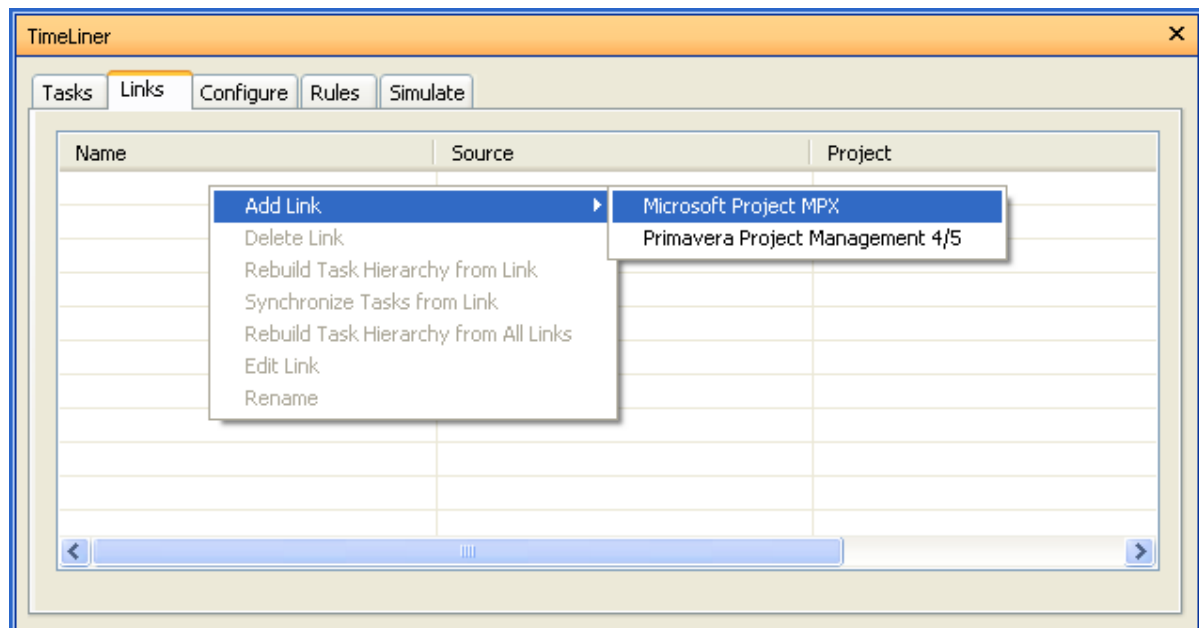 TimeLiner
Tasks Links Configure Rules Simulate
Name Source Project
Add Link Microsoft Project MPX
Delete Link Primavera Project Management 4/5
Rebuild Task Hierarchy from Link
Synchronize Tasks from Link
Rebuild Task Hierarchy from All Links
Edit Link
Rename